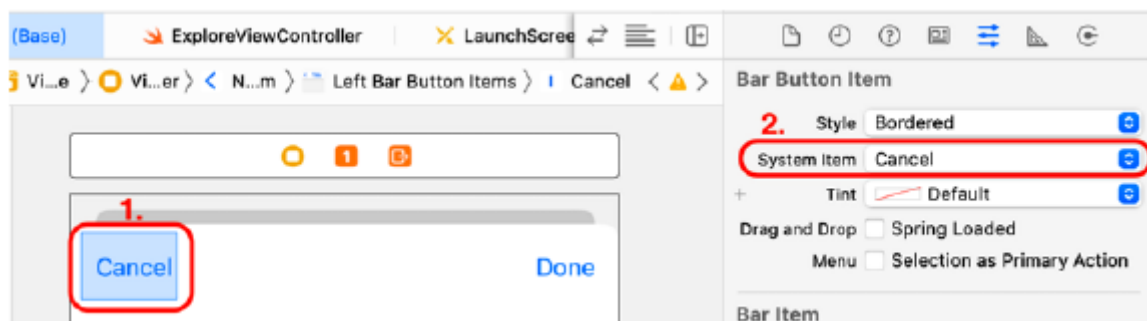 (Base)
ExploreViewController
LaunchScree
Vi...e
Vi...er
N...m
Left Bar Button Items
Cancel
1
1.
Cancel
Done
Bar Button Item
2.
Style Bordered
System Item Cancel
+ Tint Default
Drag and Drop Spring Loaded
Menu Selection as Primary Action
Bar Item